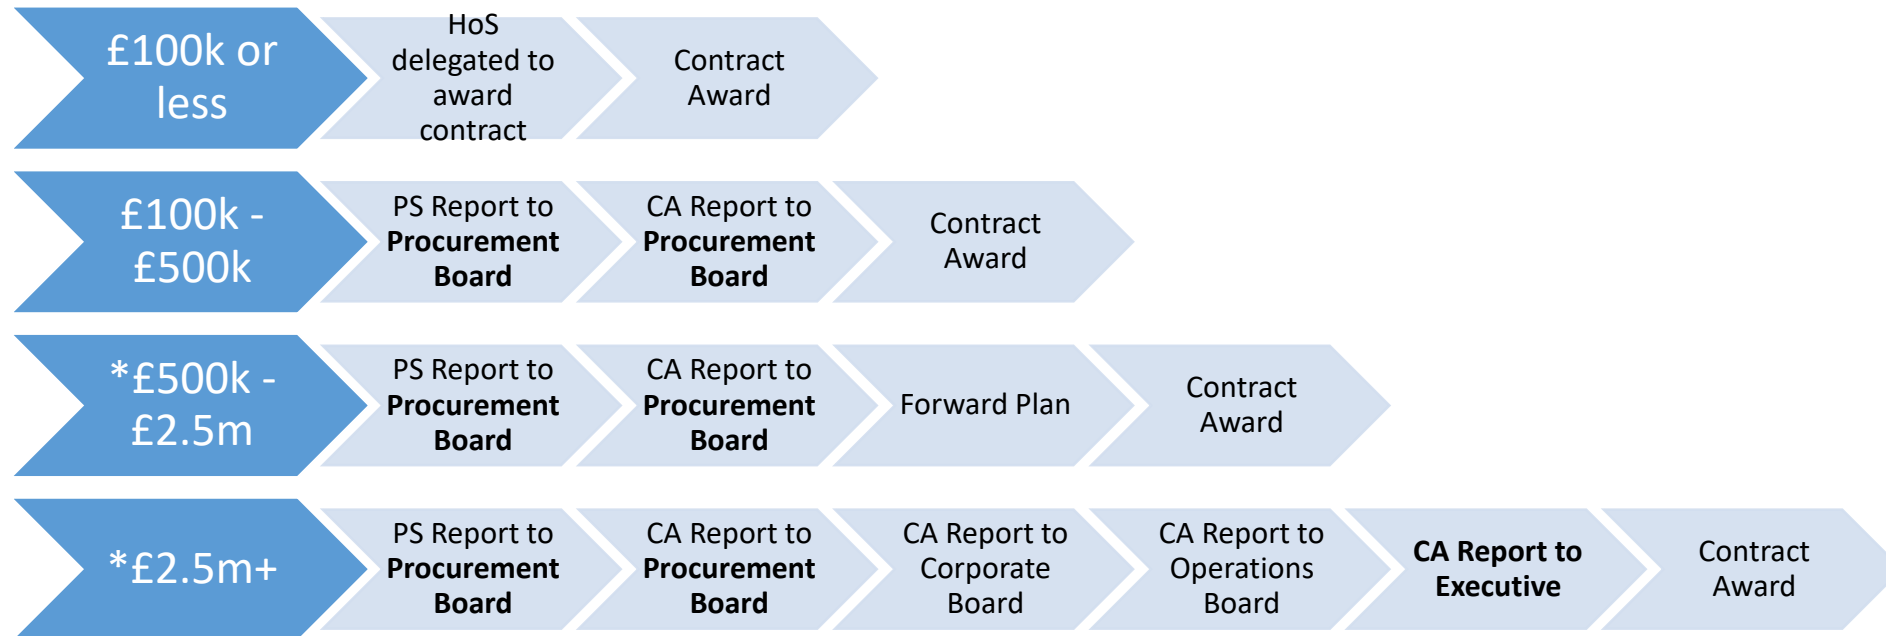 £100k or
less
HoS
delegated to
award
contract
Contract
Award
£100k -
£500k
PS Report to
Procurement
Board
CA Report to
Procurement
Board
Contract
Award
*£500k -
£2.5m
PS Report to
Procurement
Board
CA Report to
Procurement
Board
Forward Plan
Contract
Award
*£2.5m+
PS Report to
Procurement
Board
CA Report to
Procurement
Board
CA Report to
Corporate
Board
CA Report to
Operations
Board
CA Report to
Executive
Contract
Award